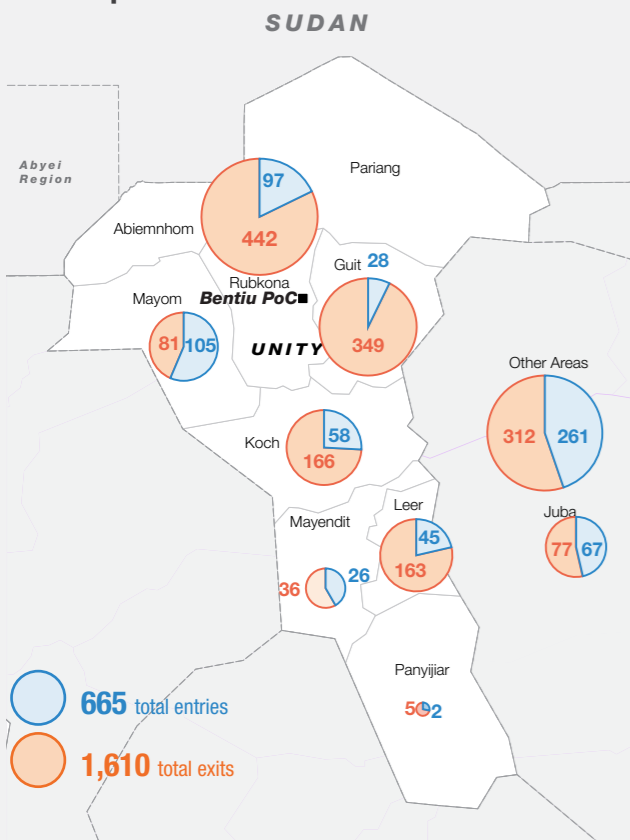 SUDAN
Abyei
Region
Pariang
97
442
Abiemnhom
Guit 28
Rubkona
Mayom
Bentiu PoC
349
81 105
UNITY
Other Areas
312 261
Koch
58
166
Leer
Mayendit
Juba
45
163
77 67
36 26
Panyijiar
5 2
665 total entries
1,610 total exits